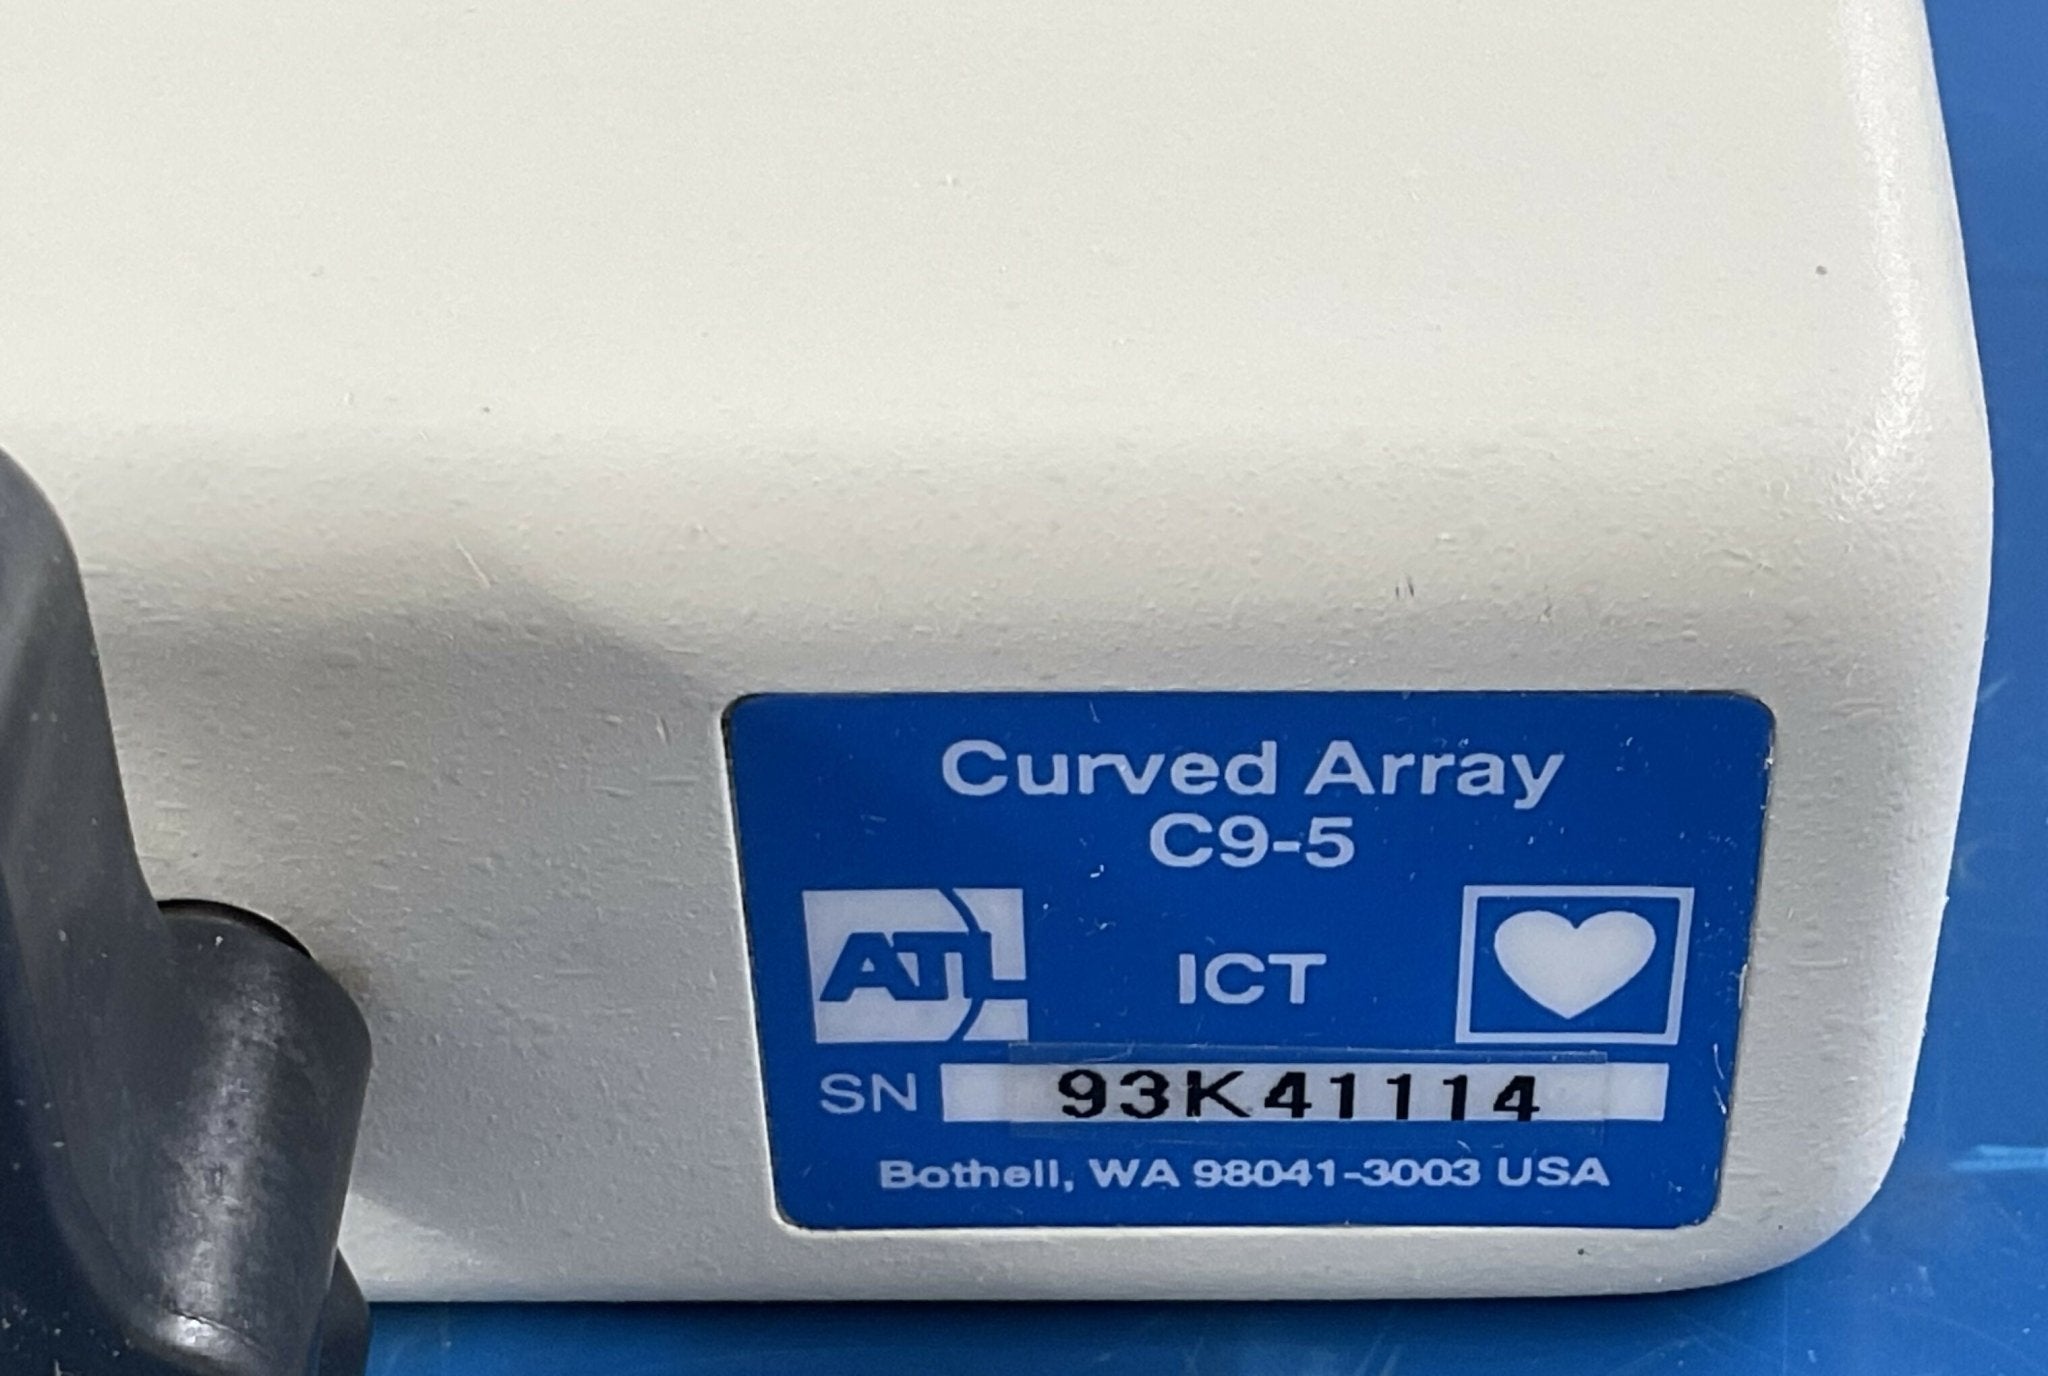 Curved Array
C9-5
ATL
ICT
SN 93K41114
Bothell, WA 98041-3003 USA